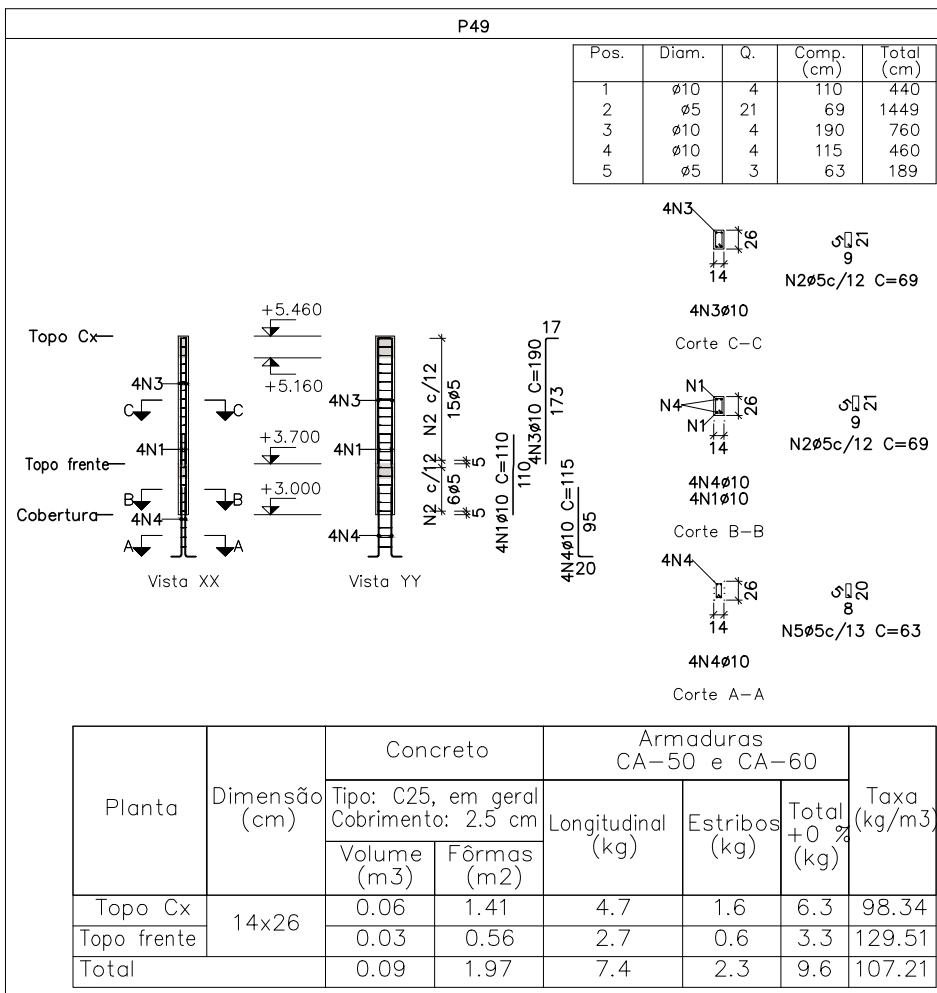 P49
Pos. Diam. Q. Comp. (cm) Total (cm)
1 ø10 4 110 440
2 ø5 21 69 1449
3 ø10 4 190 760
4 ø10 4 115 460
5 ø5 3 63 189
4N3
26
14
4N3ø10
Corte C-C
5 21
9
N2ø5c/12 C=69
N1
N4
N1
26
14
4N4ø10
4N1ø10
Corte B-B
5 21
9
N2ø5c/12 C=69
4N4
26
14
4N4ø10
Corte A-A
5 20
8
N5ø5c/13 C=63
Topo Cx
Topo frente
Cobertura
4N3
C C
4N1
B B
4N4
A A
Vista XX
+5.460
+5.160
+3.700
+3.000
4N3
4N1
4N4
Vista YY
N2 c/12
15ø5
N2 c/12
6ø5
5
5
4N1ø10 C=110
110
17
4N3ø10 C=190
173
4N4ø10 C=115
95
20
Planta
Dimensão
(cm)
Concreto
Tipo: C25, em geral
Cobrimento: 2.5 cm
Volume
(m3)
Fôrmas
(m2)
Armaduras
CA-50 e CA-60
Longitudinal
(kg)
Estribos
(kg)
Total
+0 %
(kg)
Taxa
(kg/m3)
Topo Cx 14x26 0.06 1.41 4.7 1.6 6.3 98.34
Topo frente 0.03 0.56 2.7 0.6 3.3 129.51
Total 0.09 1.97 7.4 2.3 9.6 107.21